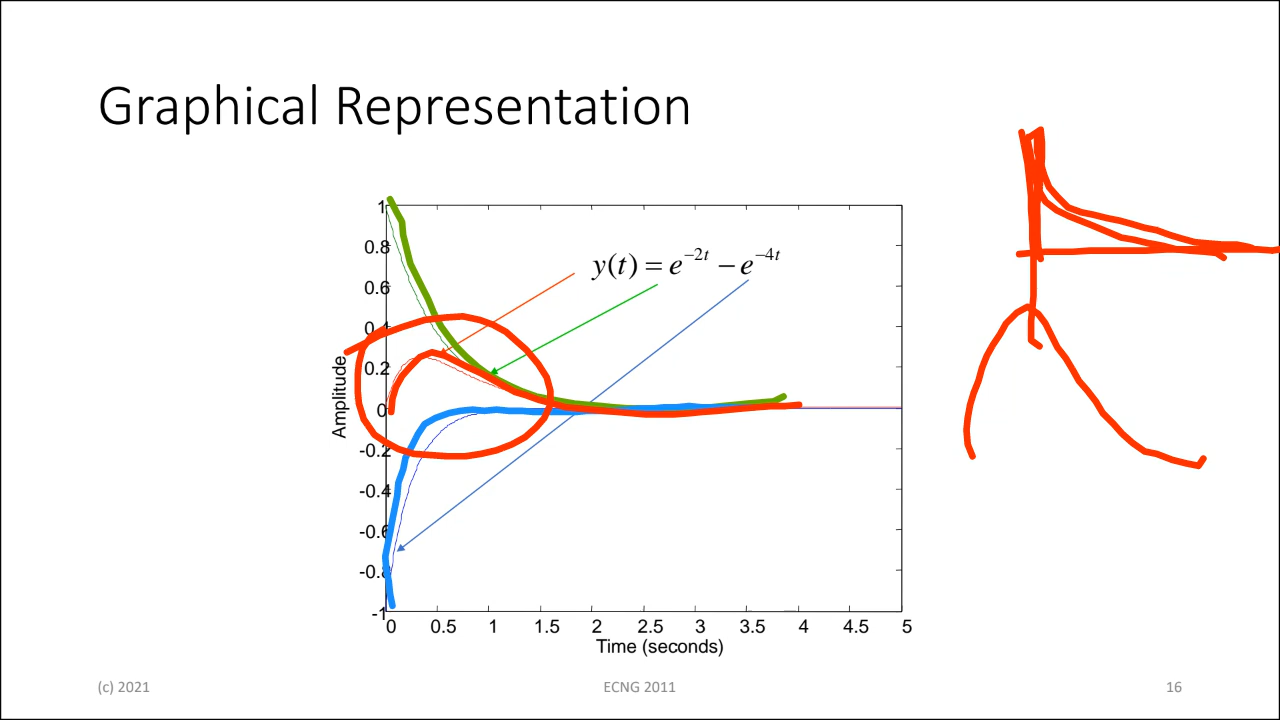 Graphical Representation
y(t) = e^{-2t} - e^{-4t}
1
0.8
0.6
0.4
0.2
0
-0.2
-0.4
-0.6
-0.8
-1
Amplitude
0 0.5 1 1.5 2 2.5 3 3.5 4 4.5 5
Time (seconds)
(c) 2021 ECNG 2011 16